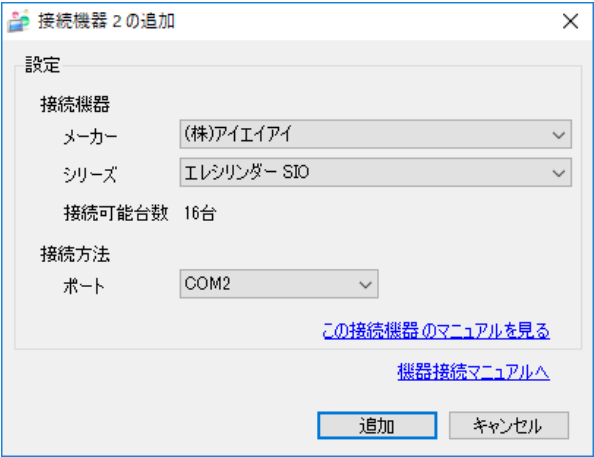 接続機器 2 の追加
設定
接続機器
メーカー (株)アイエイアイ
シリーズ エレシリンダー SIO
接続可能台数 16台
接続方法
ポート COM2
この接続機器のマニュアルを見る
機器接続マニュアルへ
追加 キャンセル